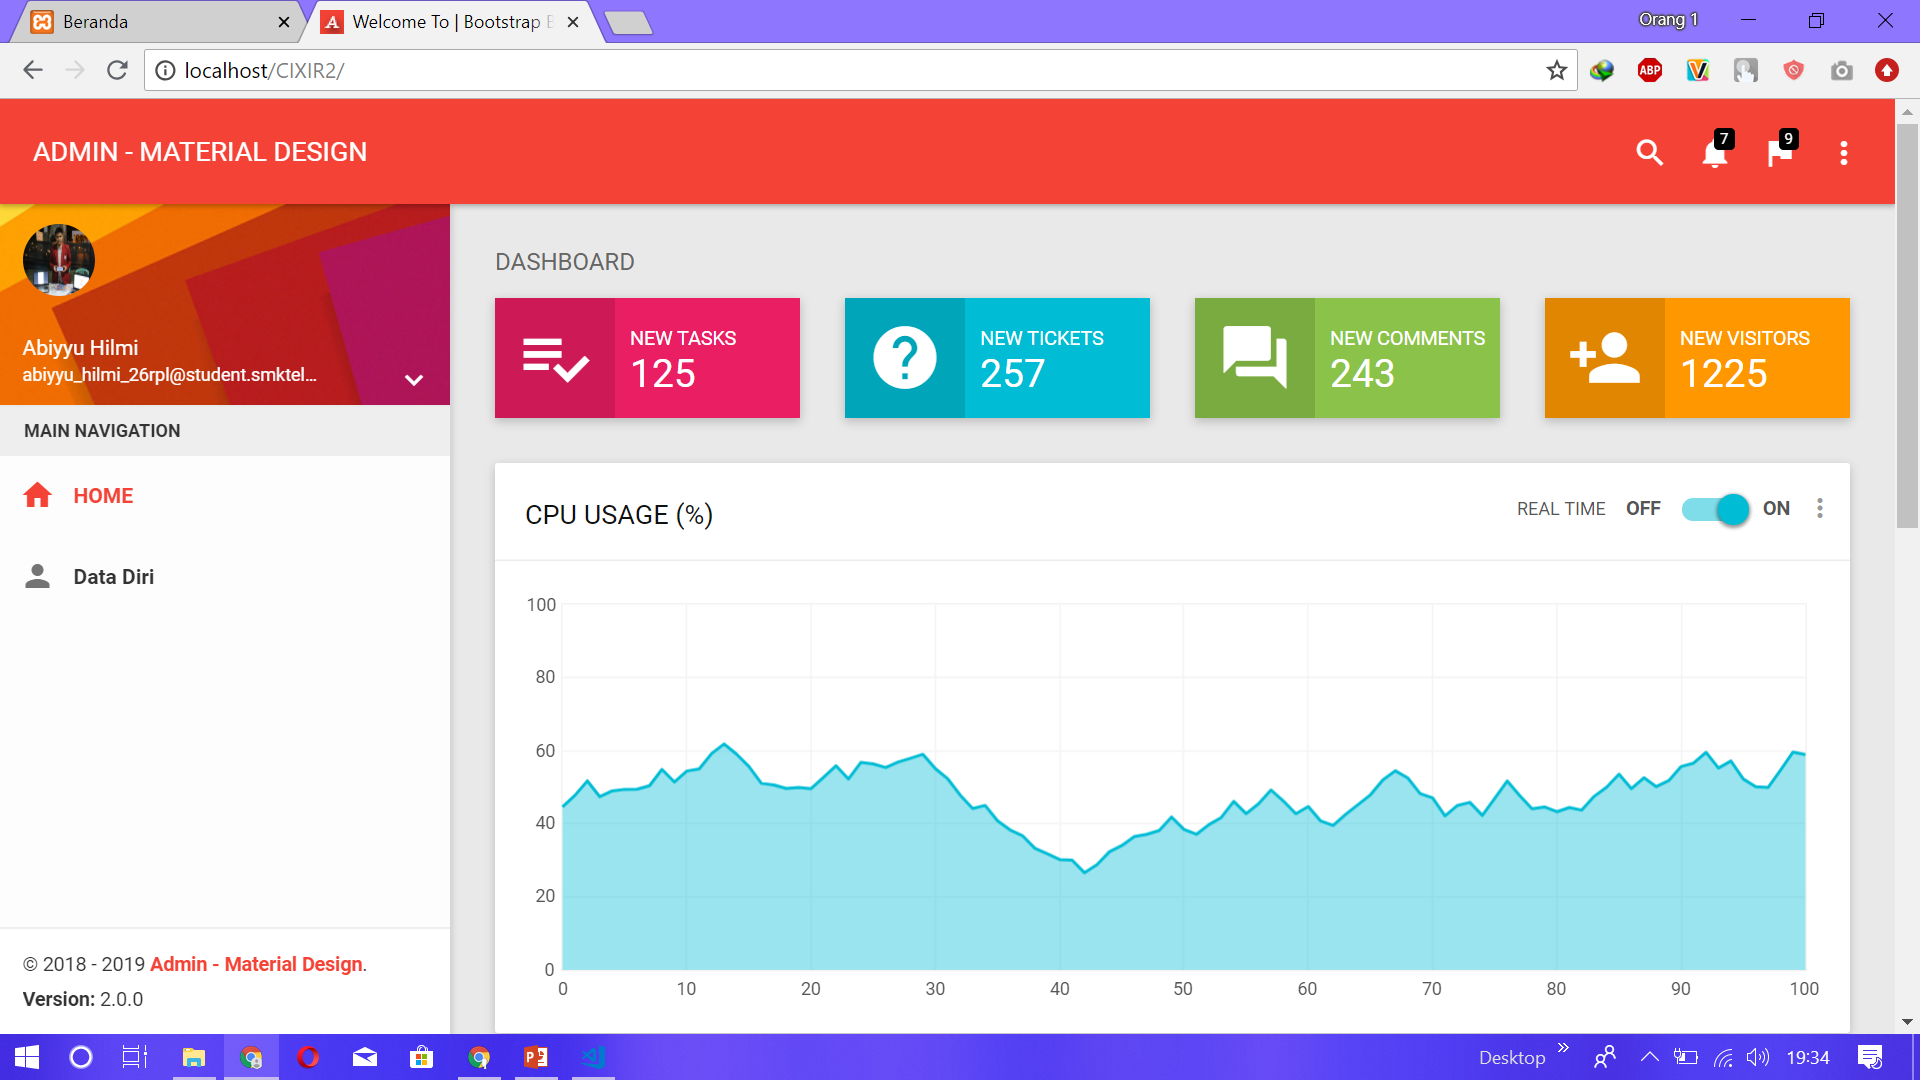 Beranda
Welcome To | Bootstrap B
Orang 1
localhost/CIXIR2/
ABP
ADMIN - MATERIAL DESIGN
7
9
Abiyyu Hilmi
abiyyu_hilmi_26rpl@student.smktel...
MAIN NAVIGATION
HOME
Data Diri
© 2018 - 2019 Admin - Material Design.
Version: 2.0.0
DASHBOARD
NEW TASKS
125
NEW TICKETS
257
NEW COMMENTS
243
NEW VISITORS
1225
CPU USAGE (%)
REAL TIME OFF ON
100
80
60
40
20
0
0 10 20 30 40 50 60 70 80 90 100
Desktop
19:34